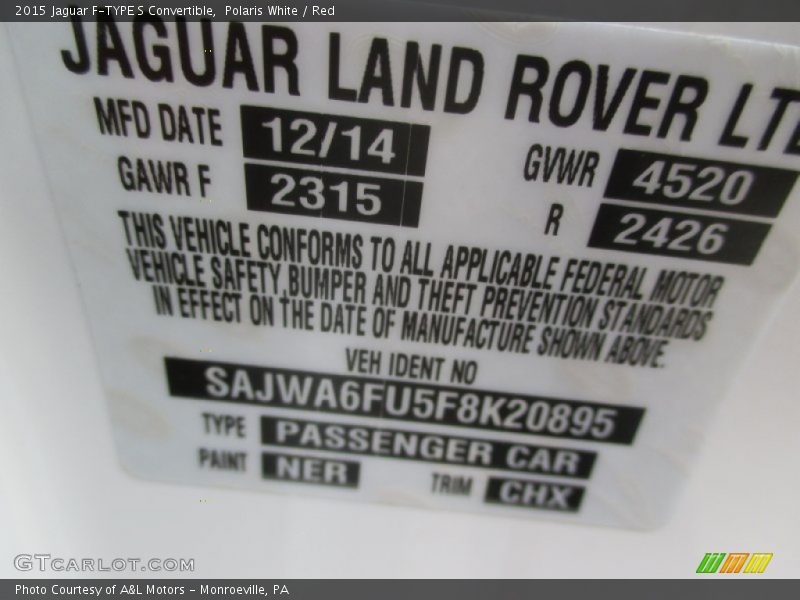 2015 Jaguar F-TYPE S Convertible, Polaris White / Red
JAGUAR LAND ROVER LTD
MFD DATE 12/14 GVWR 4520
GAWR F 2315 R 2426
THIS VEHICLE CONFORMS TO ALL APPLICABLE FEDERAL MOTOR
VEHICLE SAFETY, BUMPER AND THEFT PREVENTION STANDARDS
IN EFFECT ON THE DATE OF MANUFACTURE SHOWN ABOVE.
VEH IDENT NO
SAJWA6FU5F8K20895
TYPE PASSENGER CAR
PAINT NER TRIM CHX
GTCARLOT.COM
Photo Courtesy of A&L Motors - Monroeville, PA